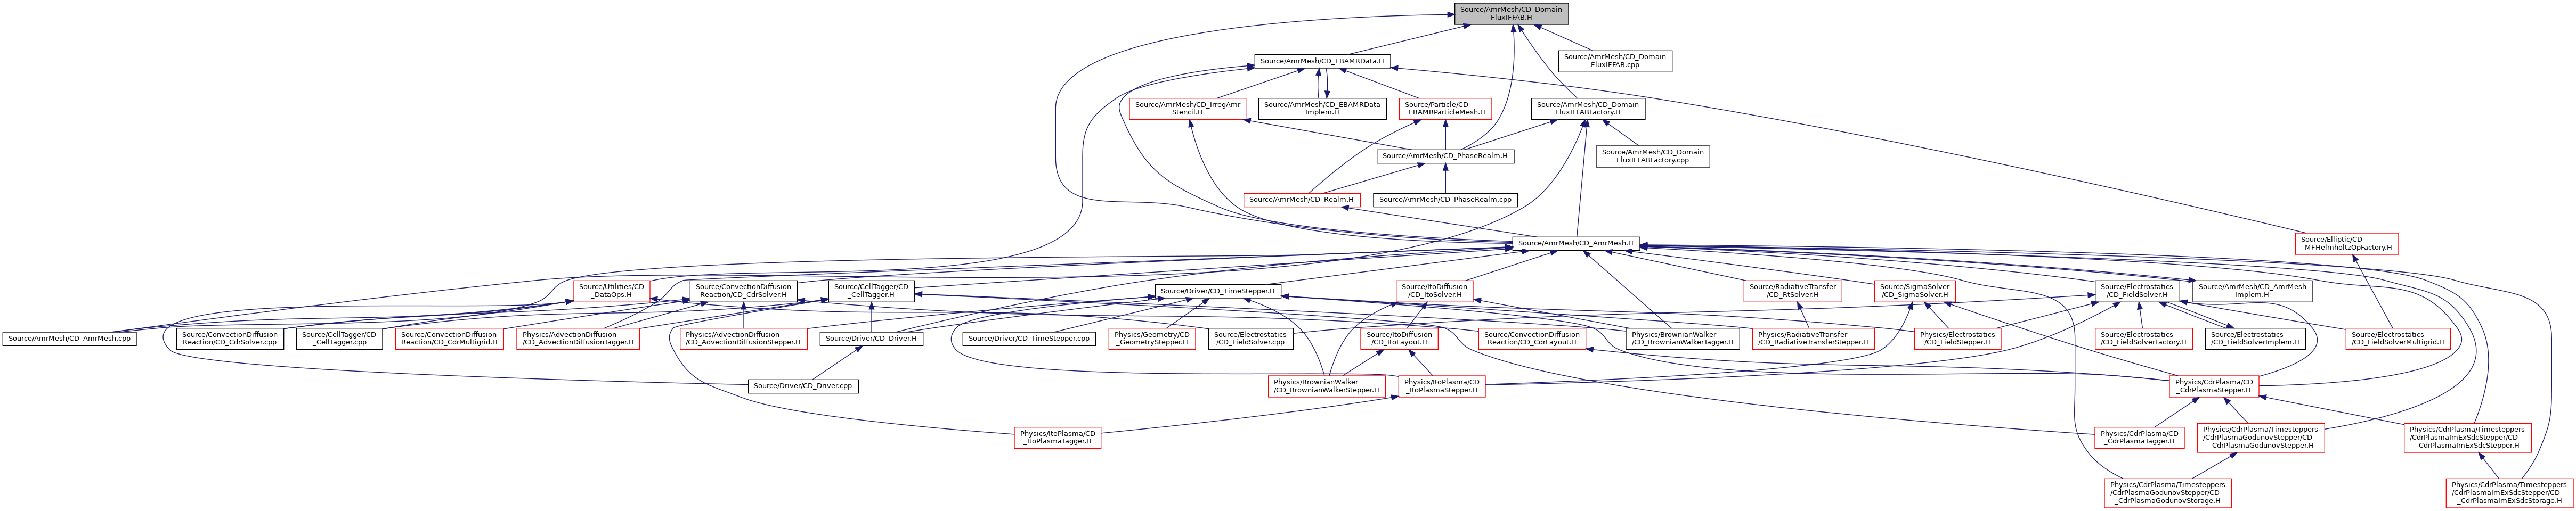 Source/AmrMesh/CD_Domain
FluxIFFAB.H
Source/AmrMesh/CD_EBAMRData.H
Source/AmrMesh/CD_Domain
FluxIFFAB.cpp
Source/AmrMesh/CD_IrregAmr
Stencil.H
Source/AmrMesh/CD_EBAMRData
Implem.H
Source/Particle/CD
_EBAMRParticleMesh.H
Source/AmrMesh/CD_Domain
FluxIFFABFactory.H
Source/AmrMesh/CD_PhaseRealm.H
Source/AmrMesh/CD_Domain
FluxIFFABFactory.cpp
Source/AmrMesh/CD_Realm.H
Source/AmrMesh/CD_PhaseRealm.cpp
Source/AmrMesh/CD_AmrMesh.H
Source/Elliptic/CD
_MFHelmholtzOpFactory.H
Source/Utilities/CD
_DataOps.H
Source/ConvectionDiffusion
Reaction/CD_CdrSolver.H
Source/CellTagger/CD
_CellTagger.H
Source/Driver/CD_TimeStepper.H
Source/ItoDiffusion
/CD_ItoSolver.H
Source/RadiativeTransfer
/CD_RtSolver.H
Source/SigmaSolver
/CD_SigmaSolver.H
Source/Electrostatics
/CD_FieldSolver.H
Source/AmrMesh/CD_AmrMesh
Implem.H
Source/AmrMesh/CD_AmrMesh.cpp
Source/ConvectionDiffusion
Reaction/CD_CdrSolver.cpp
Source/CellTagger/CD
_CellTagger.cpp
Source/ConvectionDiffusion
Reaction/CD_CdrMultigrid.H
Physics/AdvectionDiffusion
/CD_AdvectionDiffusionTagger.H
Physics/AdvectionDiffusion
/CD_AdvectionDiffusionStepper.H
Source/Driver/CD_Driver.H
Source/Driver/CD_TimeStepper.cpp
Physics/Geometry/CD
_GeometryStepper.H
Source/Electrostatics
/CD_FieldSolver.cpp
Source/ItoDiffusion
/CD_ItoLayout.H
Source/ConvectionDiffusion
Reaction/CD_CdrLayout.H
Physics/BrownianWalker
/CD_BrownianWalkerTagger.H
Physics/RadiativeTransfer
/CD_RadiativeTransferStepper.H
Physics/Electrostatics
/CD_FieldStepper.H
Source/Electrostatics
/CD_FieldSolverFactory.H
Source/Electrostatics
/CD_FieldSolverImplem.H
Source/Electrostatics
/CD_FieldSolverMultigrid.H
Source/Driver/CD_Driver.cpp
Physics/BrownianWalker
/CD_BrownianWalkerStepper.H
Physics/ItoPlasma/CD
_ItoPlasmaStepper.H
Physics/CdrPlasma/CD
_CdrPlasmaStepper.H
Physics/ItoPlasma/CD
_ItoPlasmaTagger.H
Physics/CdrPlasma/CD
_CdrPlasmaTagger.H
Physics/CdrPlasma/Timesteppers
/CdrPlasmaGodunovStepper/CD
_CdrPlasmaGodunovStepper.H
Physics/CdrPlasma/Timesteppers
/CdrPlasmaImExSdcStepper/CD
_CdrPlasmaImExSdcStepper.H
Physics/CdrPlasma/Timesteppers
/CdrPlasmaGodunovStepper/CD
_CdrPlasmaGodunovStorage.H
Physics/CdrPlasma/Timesteppers
/CdrPlasmaImExSdcStepper/CD
_CdrPlasmaImExSdcStorage.H